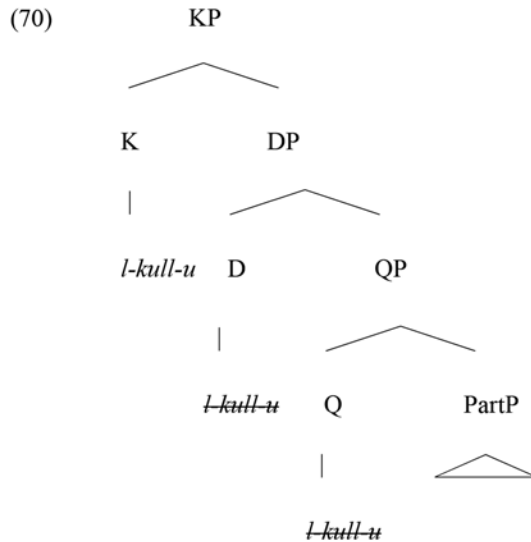 (70) KP
K DP
l-kull-u D QP
l-kull-u Q PartP
l-kull-u